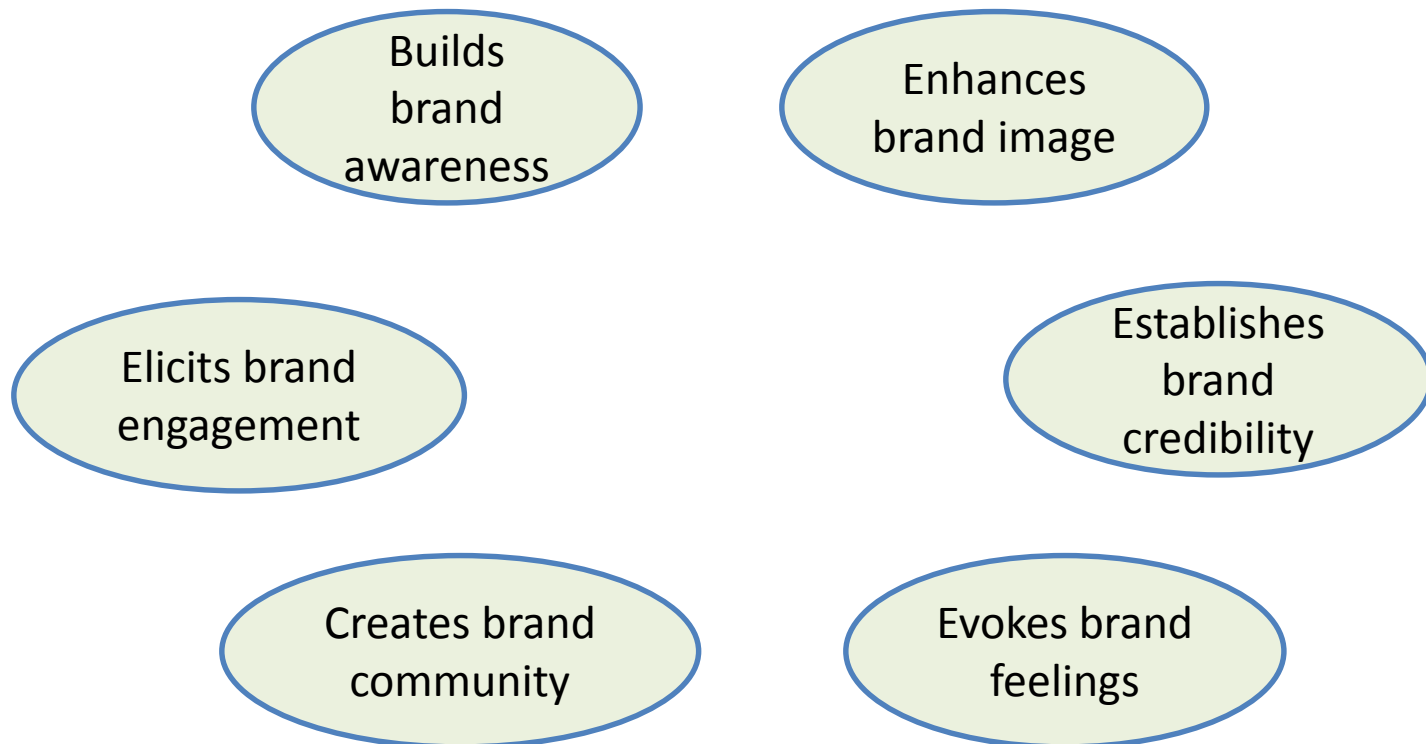 Builds
brand
awareness
Enhances
brand image
Elicits brand
engagement
Establishes
brand
credibility
Creates brand
community
Evokes brand
feelings